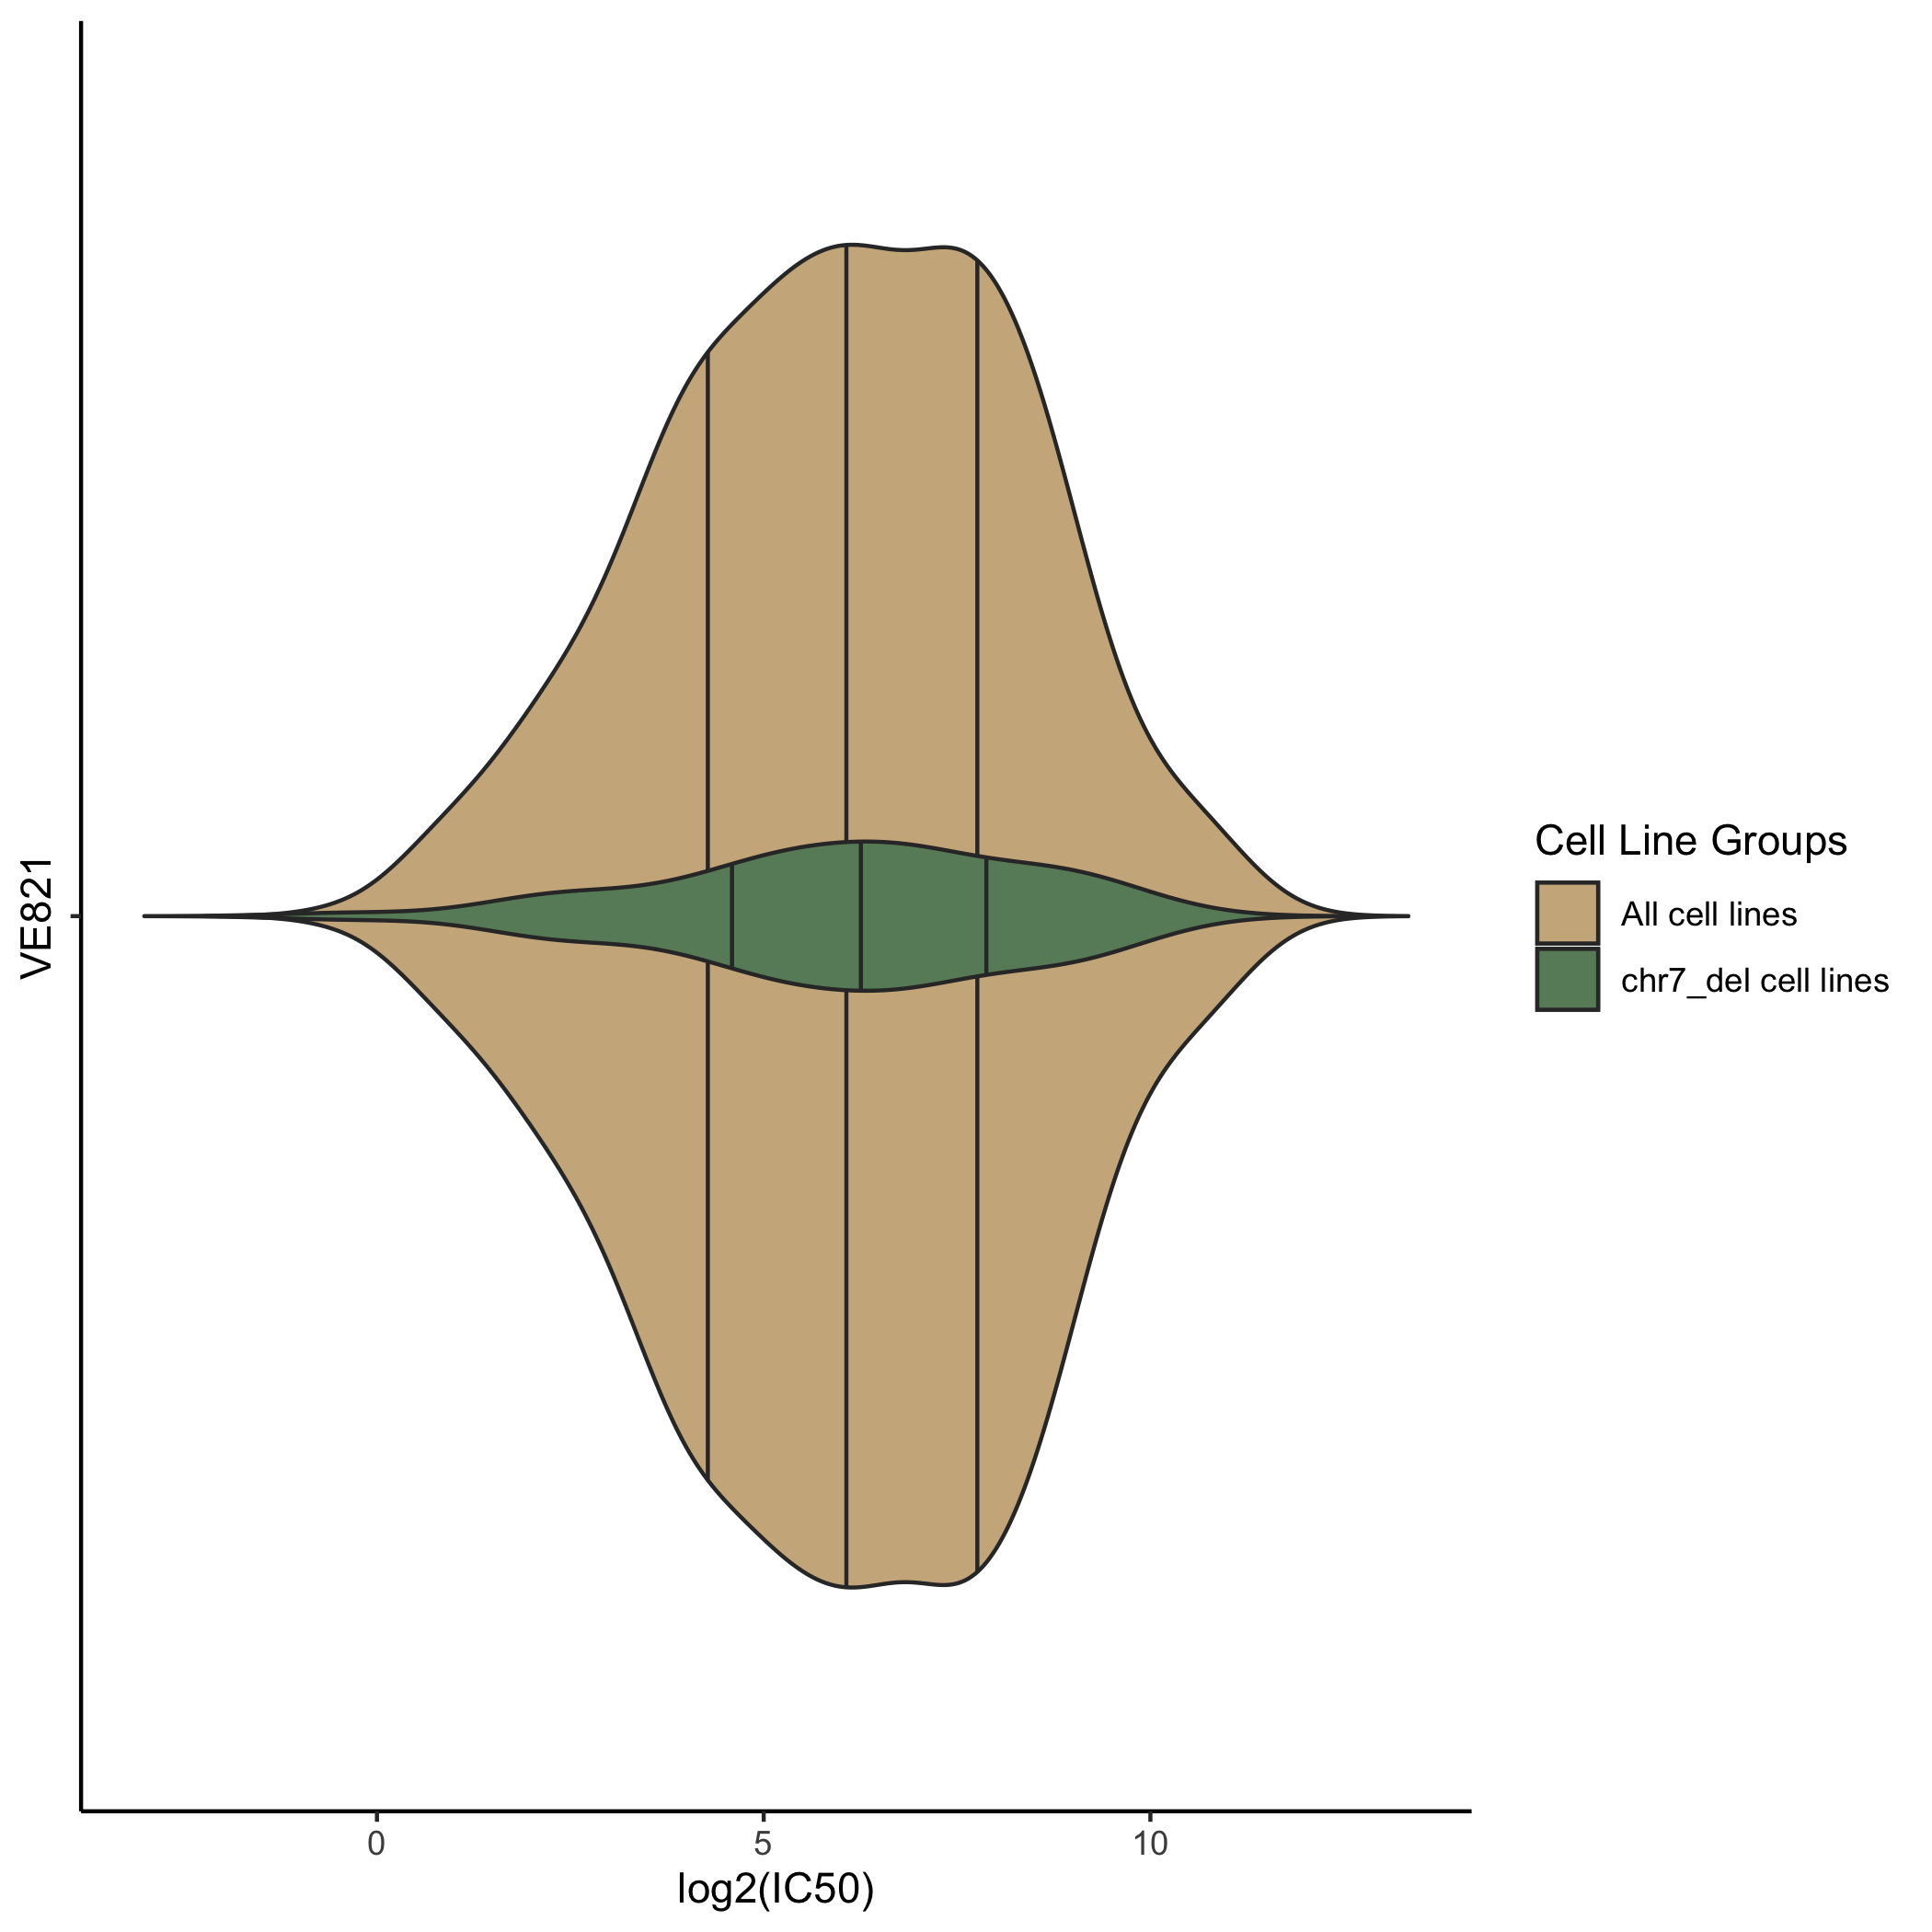 VE821
0
5
10
log2(IC50)
Cell Line Groups
All cell lines
chr7_del cell lines